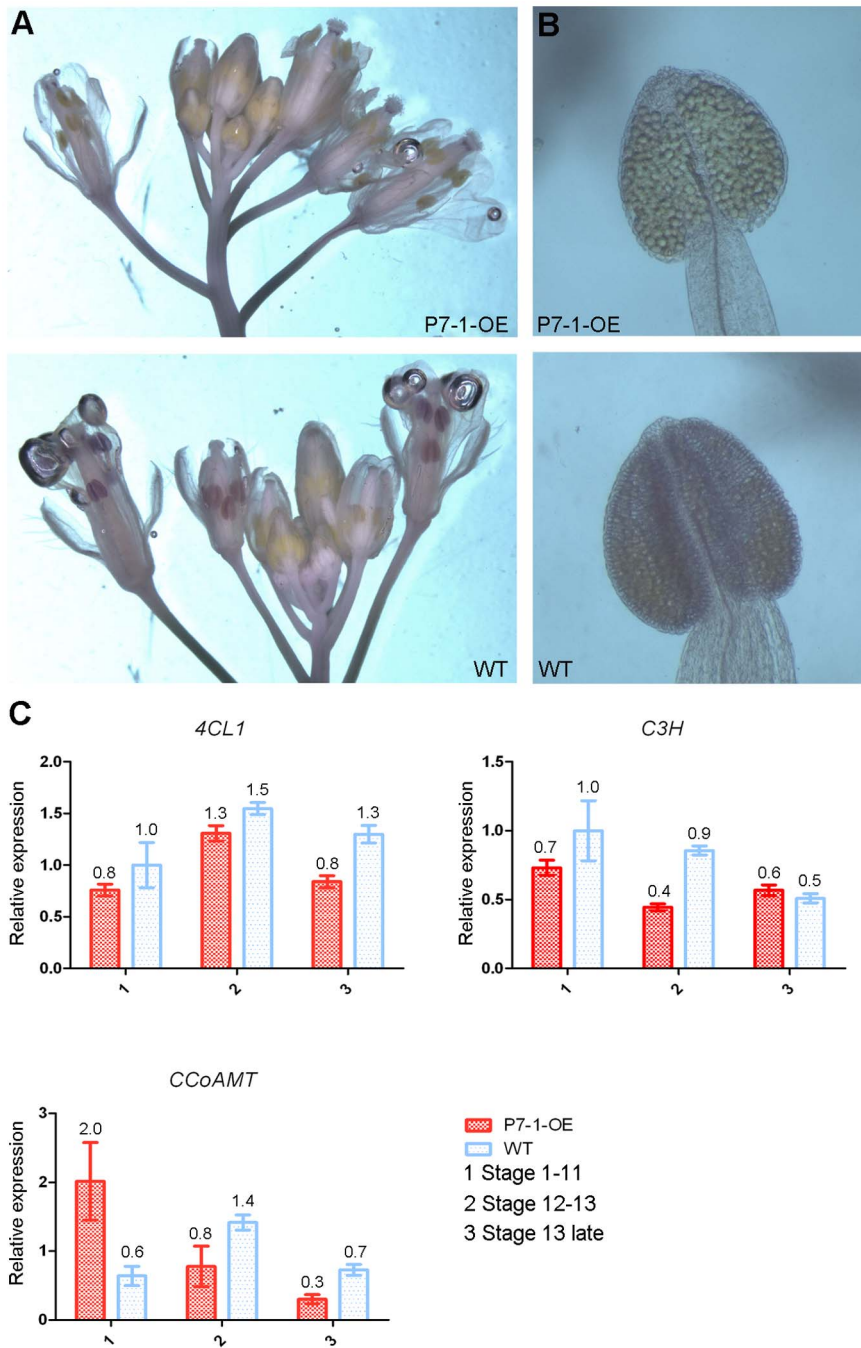 A
B
P7-1-OE
P7-1-OE
WT
WT
C
4CL1
Relative expression
2.0
1.5
1.0
0.5
0.0
0.8
1.0
1.3
1.5
0.8
1.3
1
2
3
C3H
Relative expression
1.5
1.0
0.5
0.0
0.7
1.0
0.4
0.9
0.6
0.5
1
2
3
CCoAMT
Relative expression
3
2
1
0
2.0
0.6
0.8
1.4
0.3
0.7
1
2
3
P7-1-OE
WT
1 Stage 1-11
2 Stage 12-13
3 Stage 13 late